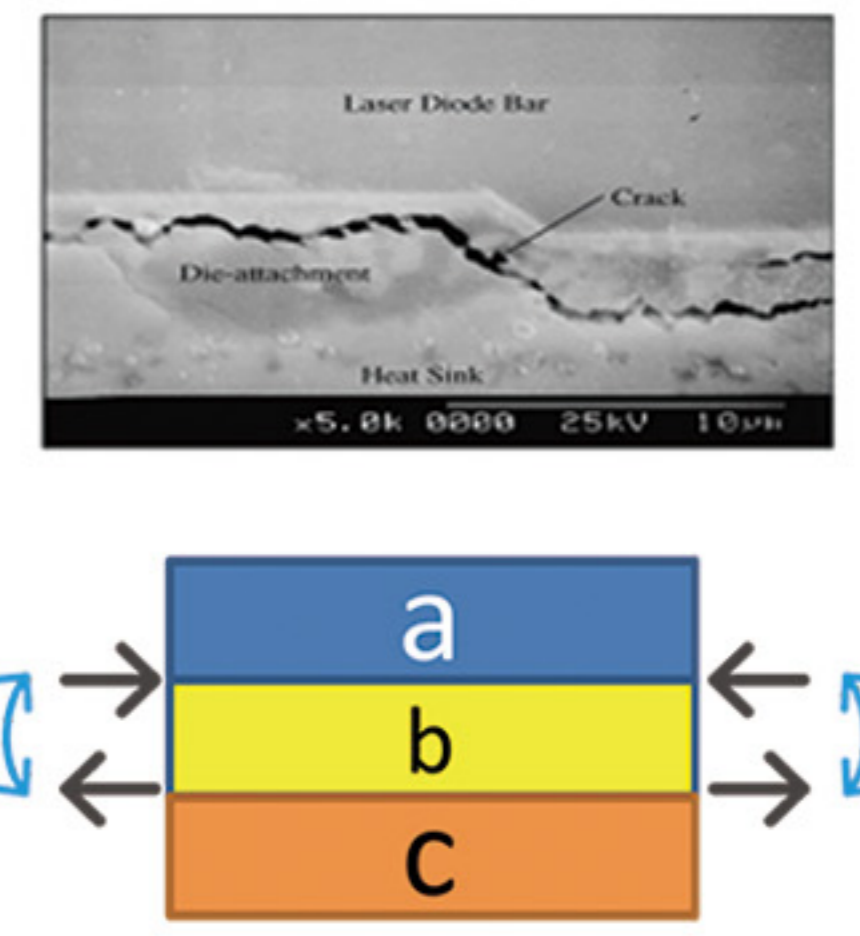 Laser Diode Bar
Crack
Die-attachment
Heat Sink
x5.0k 0000 25kV 10µm
a
b
c